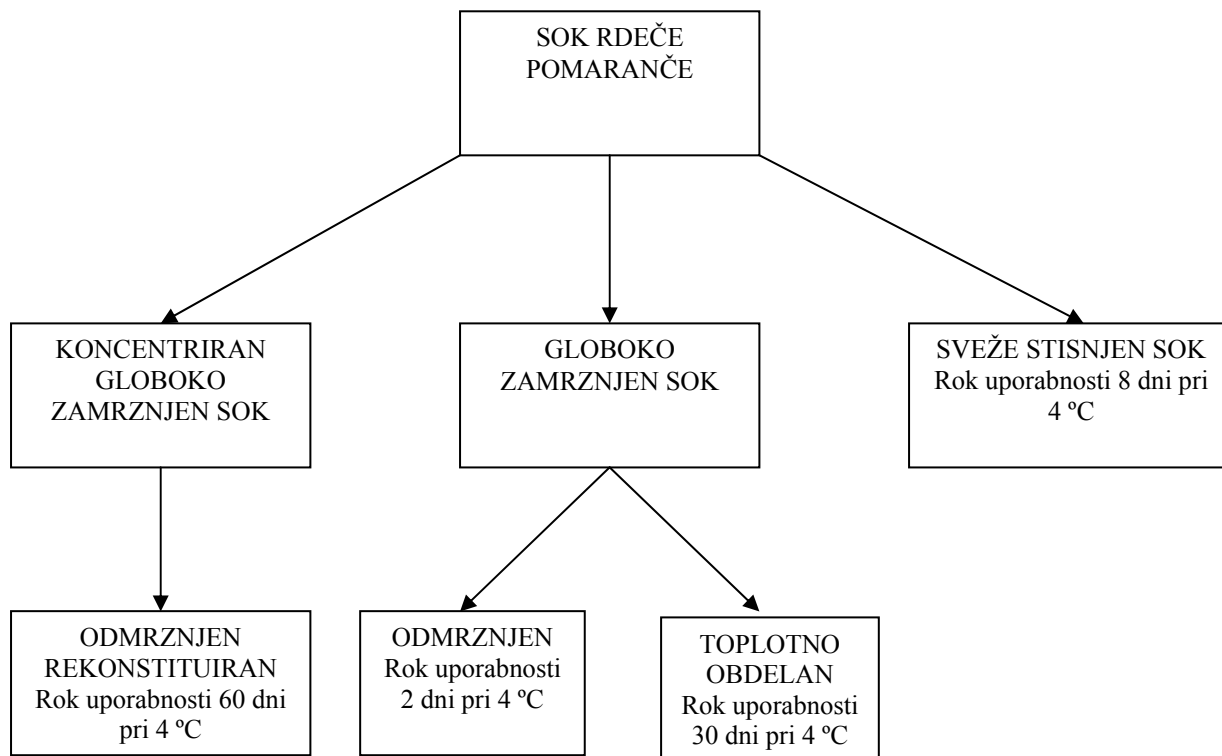 SOK RDEČE
POMARANČE
KONCENTRIRAN
GLOBOKO
ZAMRZNJEN SOK
GLOBOKO
ZAMRZNJEN SOK
SVEŽE STISNJEN SOK
Rok uporabnosti 8 dni pri
4 ºC
ODMRZNJEN
REKONSTITUIRAN
Rok uporabnosti 60 dni
pri 4 ºC
ODMRZNJEN
Rok uporabnosti
2 dni pri 4 ºC
TOPLOTNO
OBDELAN
Rok uporabnosti
30 dni pri 4 ºC